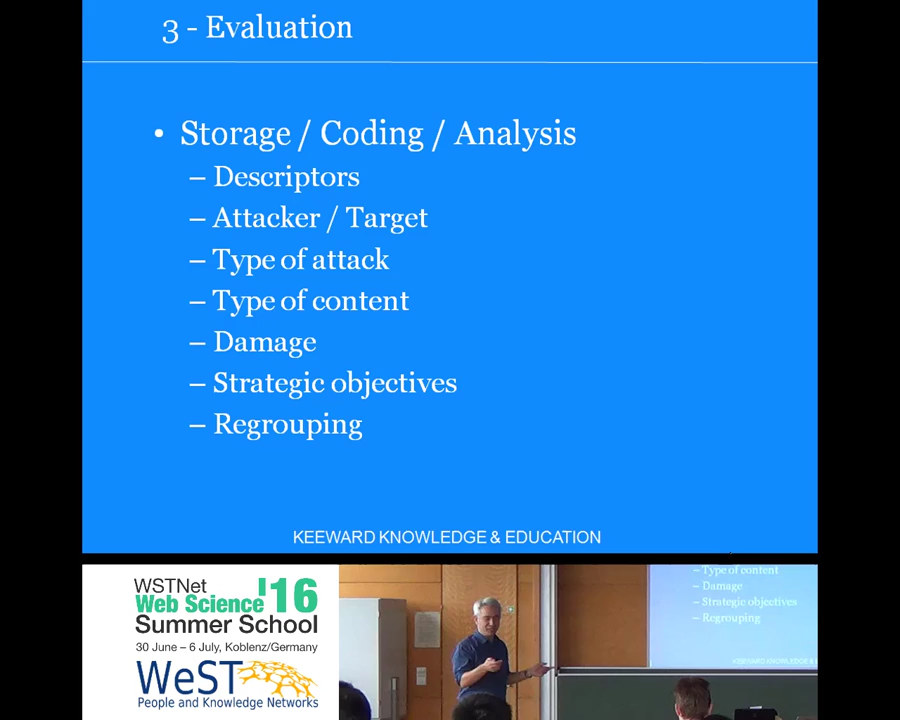 3 - Evaluation
• Storage / Coding / Analysis
– Descriptors
– Attacker / Target
– Type of attack
– Type of content
– Damage
– Strategic objectives
– Regrouping
KEEWARD KNOWLEDGE & EDUCATION
WSTNet
Web Science '16
Summer School
30 June – 6 July, Koblenz/Germany
WeST
People and Knowledge Networks
– Type of content
– Damage
– Strategic objectives
– Regrouping
KEEWARD KNOWLEDGE &